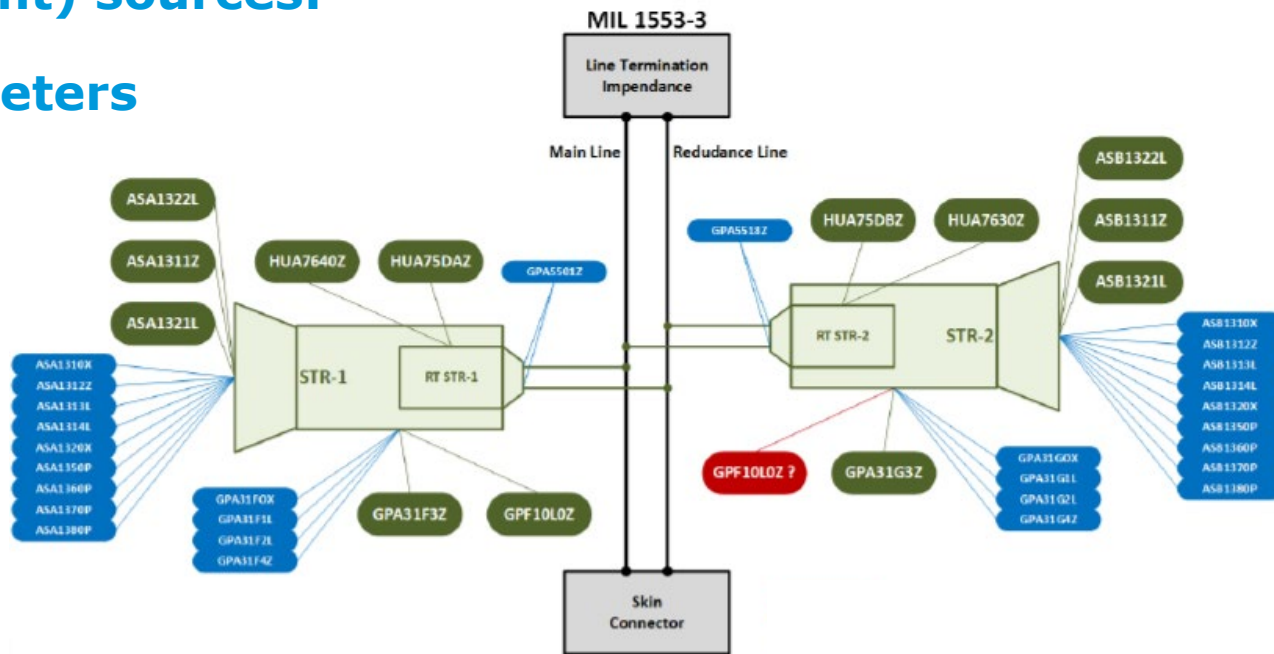 nt) sources.
eters
MIL 1553-3
Line Termination
Impendance
Main Line
Redudance Line
ASA1322L
ASA1311Z
ASA1321L
HUA7640Z
HUA75DAZ
GPA5501Z
ASA1310X
ASA1312Z
ASA1313L
ASA1314L
ASA1320X
ASA1350P
ASA1360P
ASA1370P
ASA1380P
STR-1
RT STR-1
GPA31F0X
GPA31F1L
GPA31F2L
GPA31F4Z
GPA31F3Z
GPF10L0Z
GPA5518Z
HUA75DBZ
HUA7630Z
ASB1322L
ASB1311Z
ASB1321L
RT STR-2
STR-2
ASB1310X
ASB1312Z
ASB1313L
ASB1314L
ASB1320X
ASB1350P
ASB1360P
ASB1370P
ASB1380P
GPF10L0Z ?
GPA31G3Z
GPA31G0X
GPA31G1L
GPA31G2L
GPA31G4Z
Skin
Connector